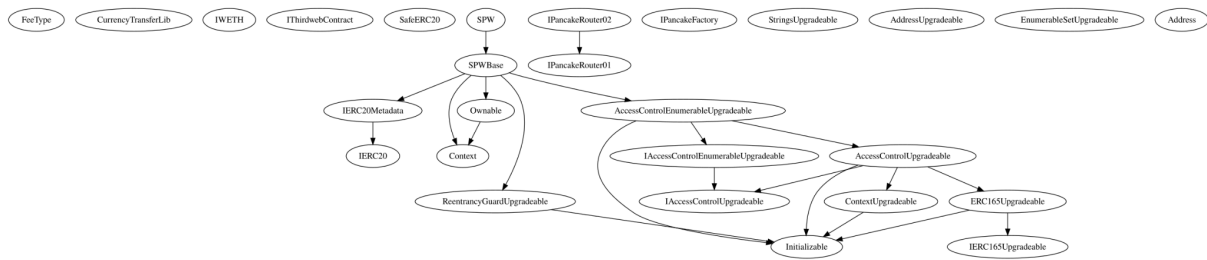 FeeType
CurrencyTransferLib
IWETH
IThirdwebContract
SafeERC20
SPW
IPancakeRouter02
IPancakeFactory
StringsUpgradeable
AddressUpgradeable
EnumerableSetUpgradeable
Address
SPWBase
IPancakeRouter01
IERC20Metadata
Ownable
AccessControlEnumerableUpgradeable
IERC20
Context
IAccessControlEnumerableUpgradeable
AccessControlUpgradeable
ReentrancyGuardUpgradeable
IAccessControlUpgradeable
ContextUpgradeable
ERC165Upgradeable
Initializable
IERC165Upgradeable